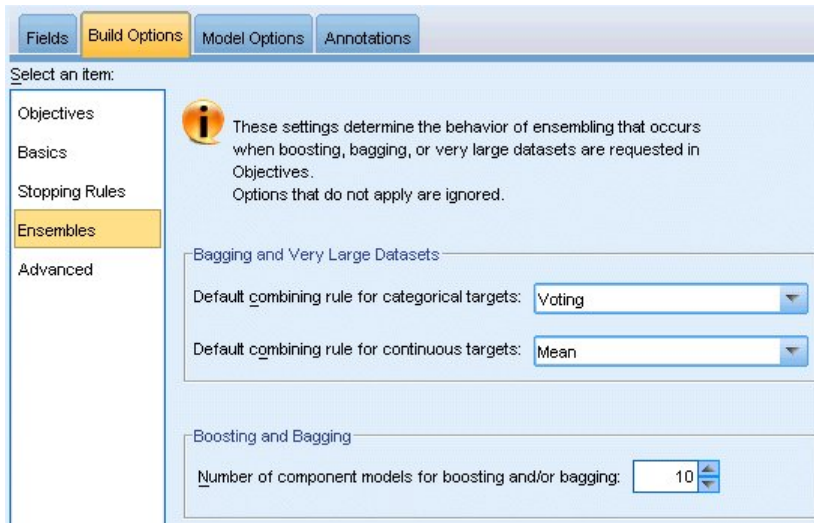 Fields Build Options Model Options Annotations
Select an item:
Objectives
Basics
Stopping Rules
Ensembles
Advanced
These settings determine the behavior of ensembling that occurs
when boosting, bagging, or very large datasets are requested in
Objectives.
Options that do not apply are ignored.
Bagging and Very Large Datasets
Default combining rule for categorical targets: Voting
Default combining rule for continuous targets: Mean
Boosting and Bagging
Number of component models for boosting and/or bagging: 10